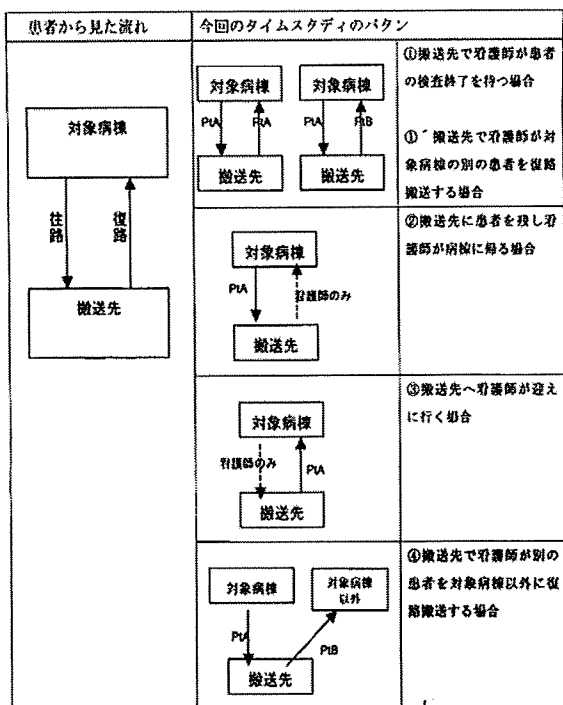 患者から見た流れ
今回のタイムスタディのパタン
対象病棟
往路
復路
搬送先
対象病棟
対象病棟
PtA
PtA
PtA
PtB
搬送先
搬送先
①搬送先で看護師が患者
の検査終了を待つ場合
①´搬送先で看護師が対
象病棟の別の患者を復路
搬送する場合
対象病棟
PtA
看護師のみ
搬送先
②搬送先に患者を残し看
護師が病棟に帰る場合
対象病棟
看護師のみ
PtA
搬送先
③搬送先へ看護師が迎え
に行く場合
対象病棟
対象病棟
以外
PtA
PtB
搬送先
④搬送先で看護師が別の
患者を対象病棟以外に復
路搬送する場合